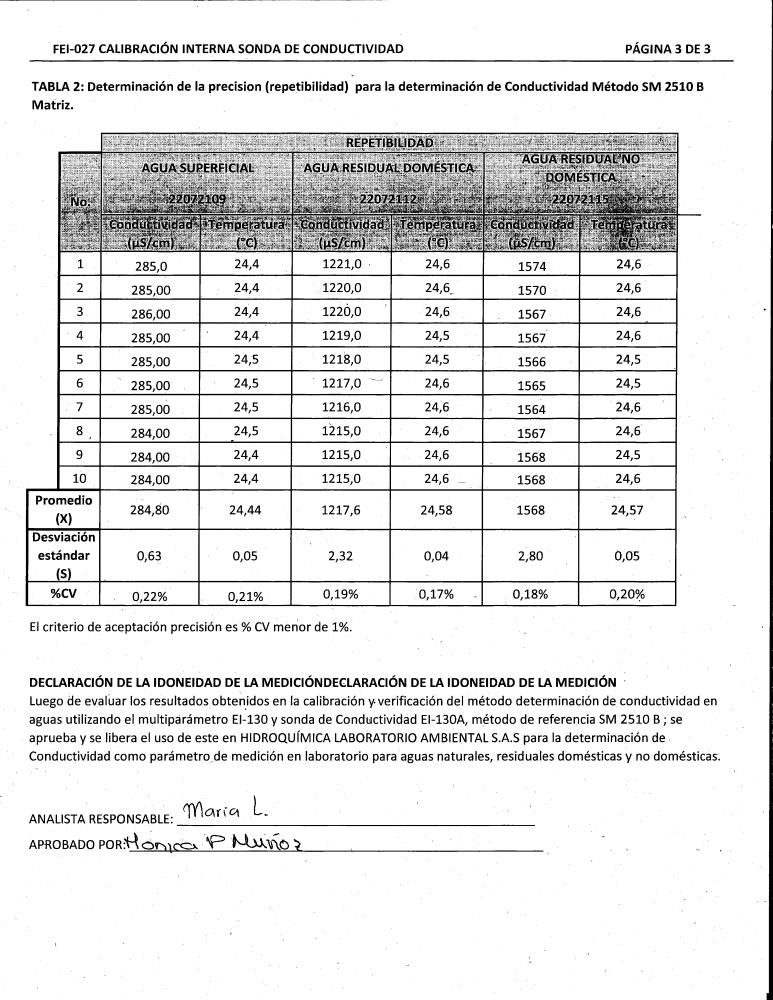 FEI-027 CALIBRACIÓN INTERNA SONDA DE CONDUCTIVIDAD PÁGINA 3 DE 3
TABLA 2: Determinación de la precision (repetibilidad) para la determinación de Conductividad Método SM 2510 B
Matriz.
REPETIBILIDAD
No. AGUA SUPERFICIAL 22072109 AGUA RESIDUAL DOMÉSTICA 22072112 AGUA RESIDUAL NO DOMÉSTICA 22072115
Conductividad (µS/cm) Temperatura (°C) Conductividad (µS/cm) Temperatura (°C) Conductividad (µS/cm) Temperatura (°C)
1 285,0 24,4 1221,0 24,6 1574 24,6
2 285,00 24,4 1220,0 24,6 1570 24,6
3 286,00 24,4 1220,0 24,6 1567 24,6
4 285,00 24,4 1219,0 24,5 1567 24,6
5 285,00 24,5 1218,0 24,5 1566 24,5
6 285,00 24,5 1217,0 24,6 1565 24,5
7 285,00 24,5 1216,0 24,6 1564 24,6
8 284,00 24,5 1215,0 24,6 1567 24,6
9 284,00 24,4 1215,0 24,6 1568 24,5
10 284,00 24,4 1215,0 24,6 1568 24,6
Promedio (X) 284,80 24,44 1217,6 24,58 1568 24,57
Desviación estándar (S) 0,63 0,05 2,32 0,04 2,80 0,05
%CV 0,22% 0,21% 0,19% 0,17% 0,18% 0,20%
El criterio de aceptación precisión es % CV menor de 1%.
DECLARACIÓN DE LA IDONEIDAD DE LA MEDICIÓNDECLARACIÓN DE LA IDONEIDAD DE LA MEDICIÓN
Luego de evaluar los resultados obtenidos en la calibración y verificación del método determinación de conductividad en
aguas utilizando el multiparámetro EI-130 y sonda de Conductividad EI-130A, método de referencia SM 2510 B ; se
aprueba y se libera el uso de este en HIDROQUÍMICA LABORATORIO AMBIENTAL S.A.S para la determinación de
Conductividad como parámetro de medición en laboratorio para aguas naturales, residuales domésticas y no domésticas.
ANALISTA RESPONSABLE: Maria L.
APROBADO POR: Monica P Muñoz